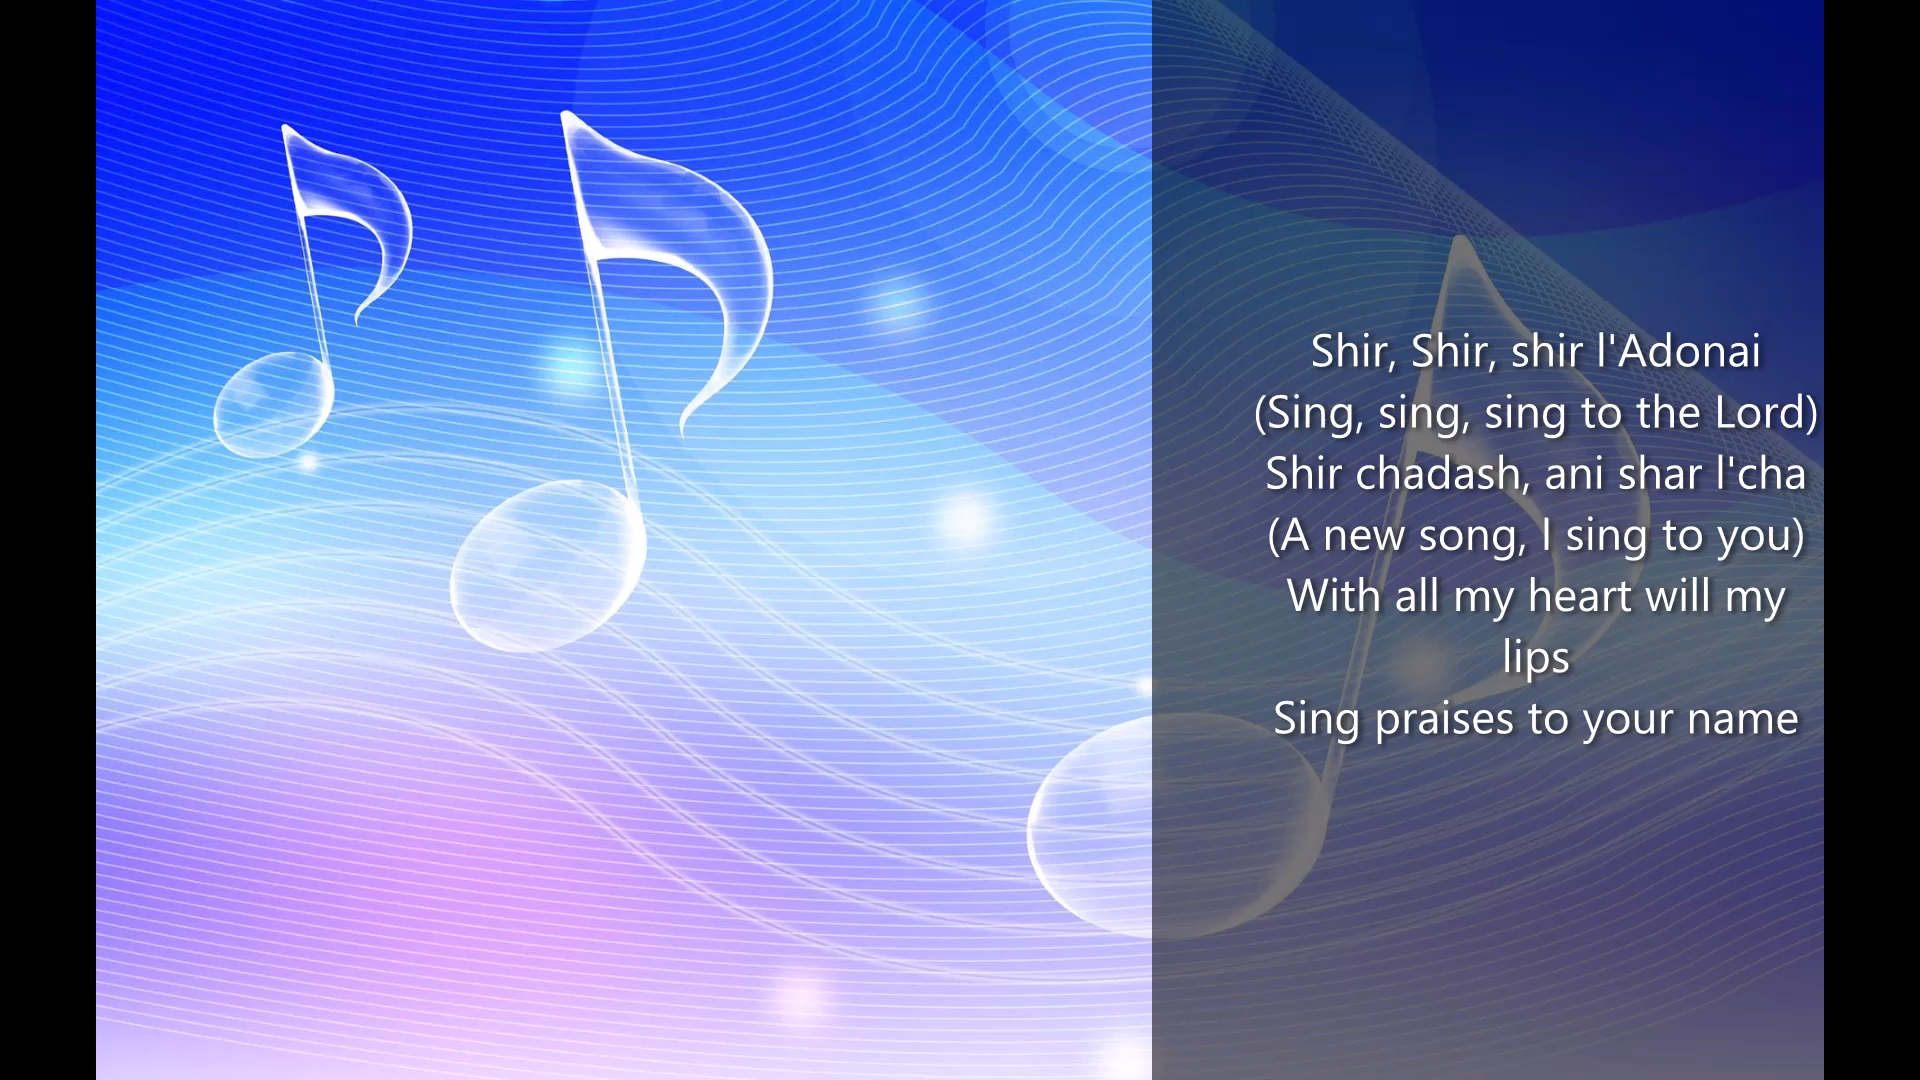 Shir, Shir, shir l'Adonai
(Sing, sing, sing to the Lord)
Shir chadash, ani shar l'cha
(A new song, I sing to you)
With all my heart will my
lips
Sing praises to your name